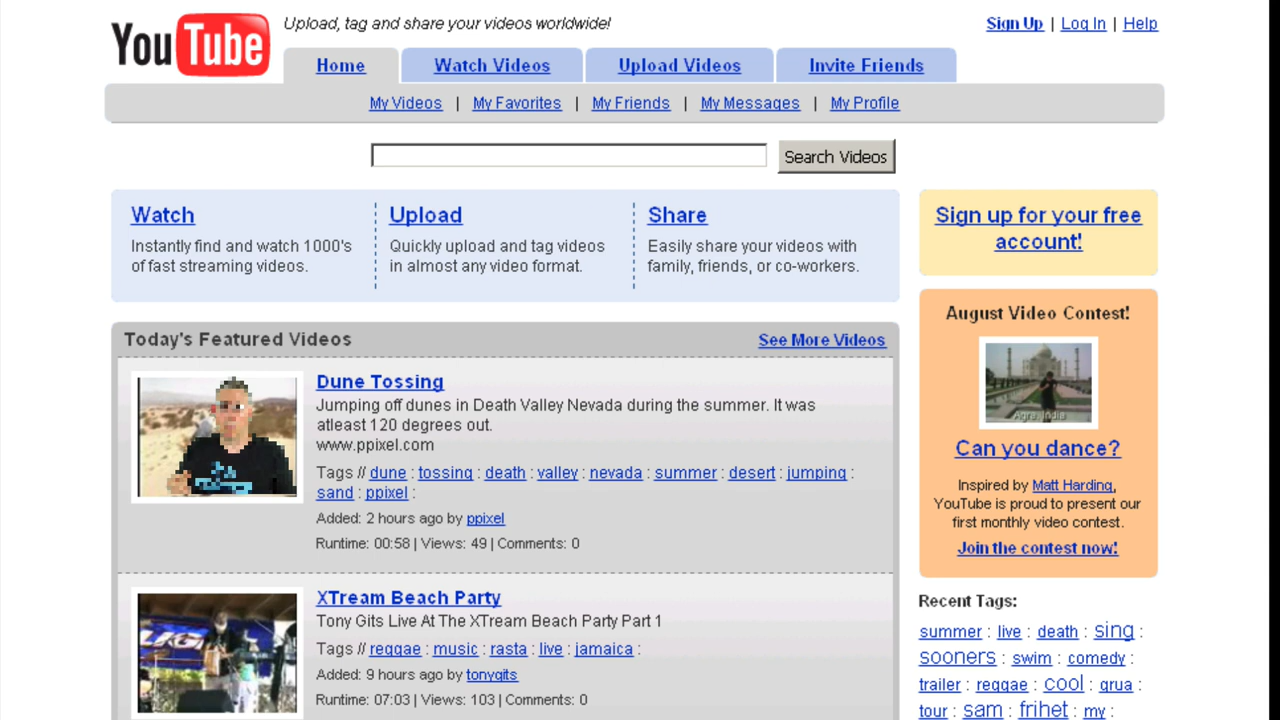 YouTube
Upload, tag and share your videos worldwide!
Sign Up | Log In | Help
Home
Watch Videos
Upload Videos
Invite Friends
My Videos | My Favorites | My Friends | My Messages | My Profile
Search Videos
Watch
Instantly find and watch 1000's
of fast streaming videos.
Upload
Quickly upload and tag videos
in almost any video format.
Share
Easily share your videos with
family, friends, or co-workers.
Sign up for your free
account!
Today's Featured Videos
See More Videos
Dune Tossing
Jumping off dunes in Death Valley Nevada during the summer. It was
atleast 120 degrees out.
www.ppixel.com
Tags // dune : tossing : death : valley : nevada : summer : desert : jumping :
sand : ppixel :
Added: 2 hours ago by ppixel
Runtime: 00:58 | Views: 49 | Comments: 0
XTream Beach Party
Tony Gits Live At The XTream Beach Party Part 1
Tags // reggae : music : rasta : live : jamaica :
Added: 9 hours ago by tonygits
Runtime: 07:03 | Views: 103 | Comments: 0
August Video Contest!
Agra, India
Can you dance?
Inspired by Matt Harding,
YouTube is proud to present our
first monthly video contest.
Join the contest now!
Recent Tags:
summer : live : death : sing :
sooners : swim : comedy :
trailer : reggae : cool : grua :
tour : sam : frihet : my :